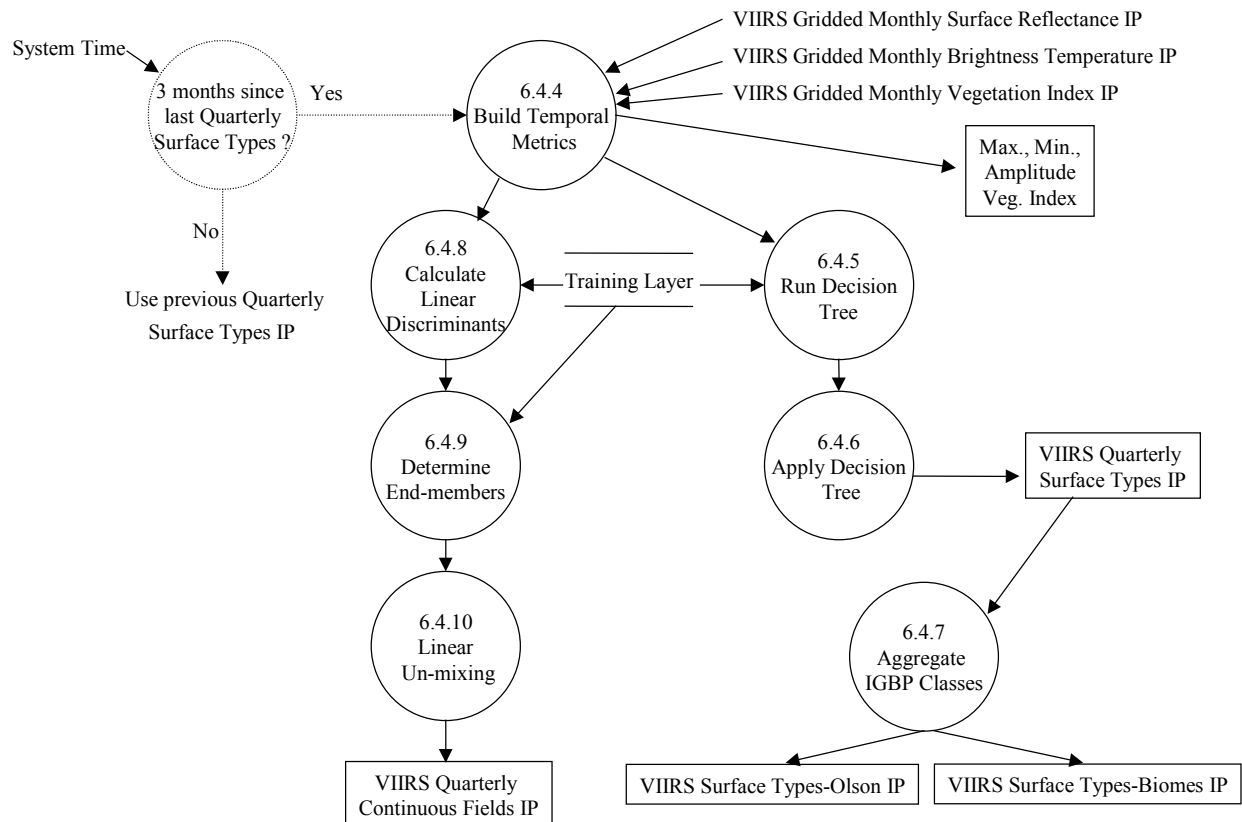 System Time
3 months since
last Quarterly
Surface Types ?
Yes
No
Use previous Quarterly
Surface Types IP
VIIRS Gridded Monthly Surface Reflectance IP
VIIRS Gridded Monthly Brightness Temperature IP
VIIRS Gridded Monthly Vegetation Index IP
6.4.4
Build Temporal
Metrics
Max., Min.,
Amplitude
Veg. Index
6.4.8
Calculate
Linear
Discriminants
Training Layer
6.4.5
Run Decision
Tree
6.4.9
Determine
End-members
6.4.6
Apply Decision
Tree
VIIRS Quarterly
Surface Types IP
6.4.10
Linear
Un-mixing
6.4.7
Aggregate
IGBP Classes
VIIRS Quarterly
Continuous Fields IP
VIIRS Surface Types-Olson IP
VIIRS Surface Types-Biomes IP